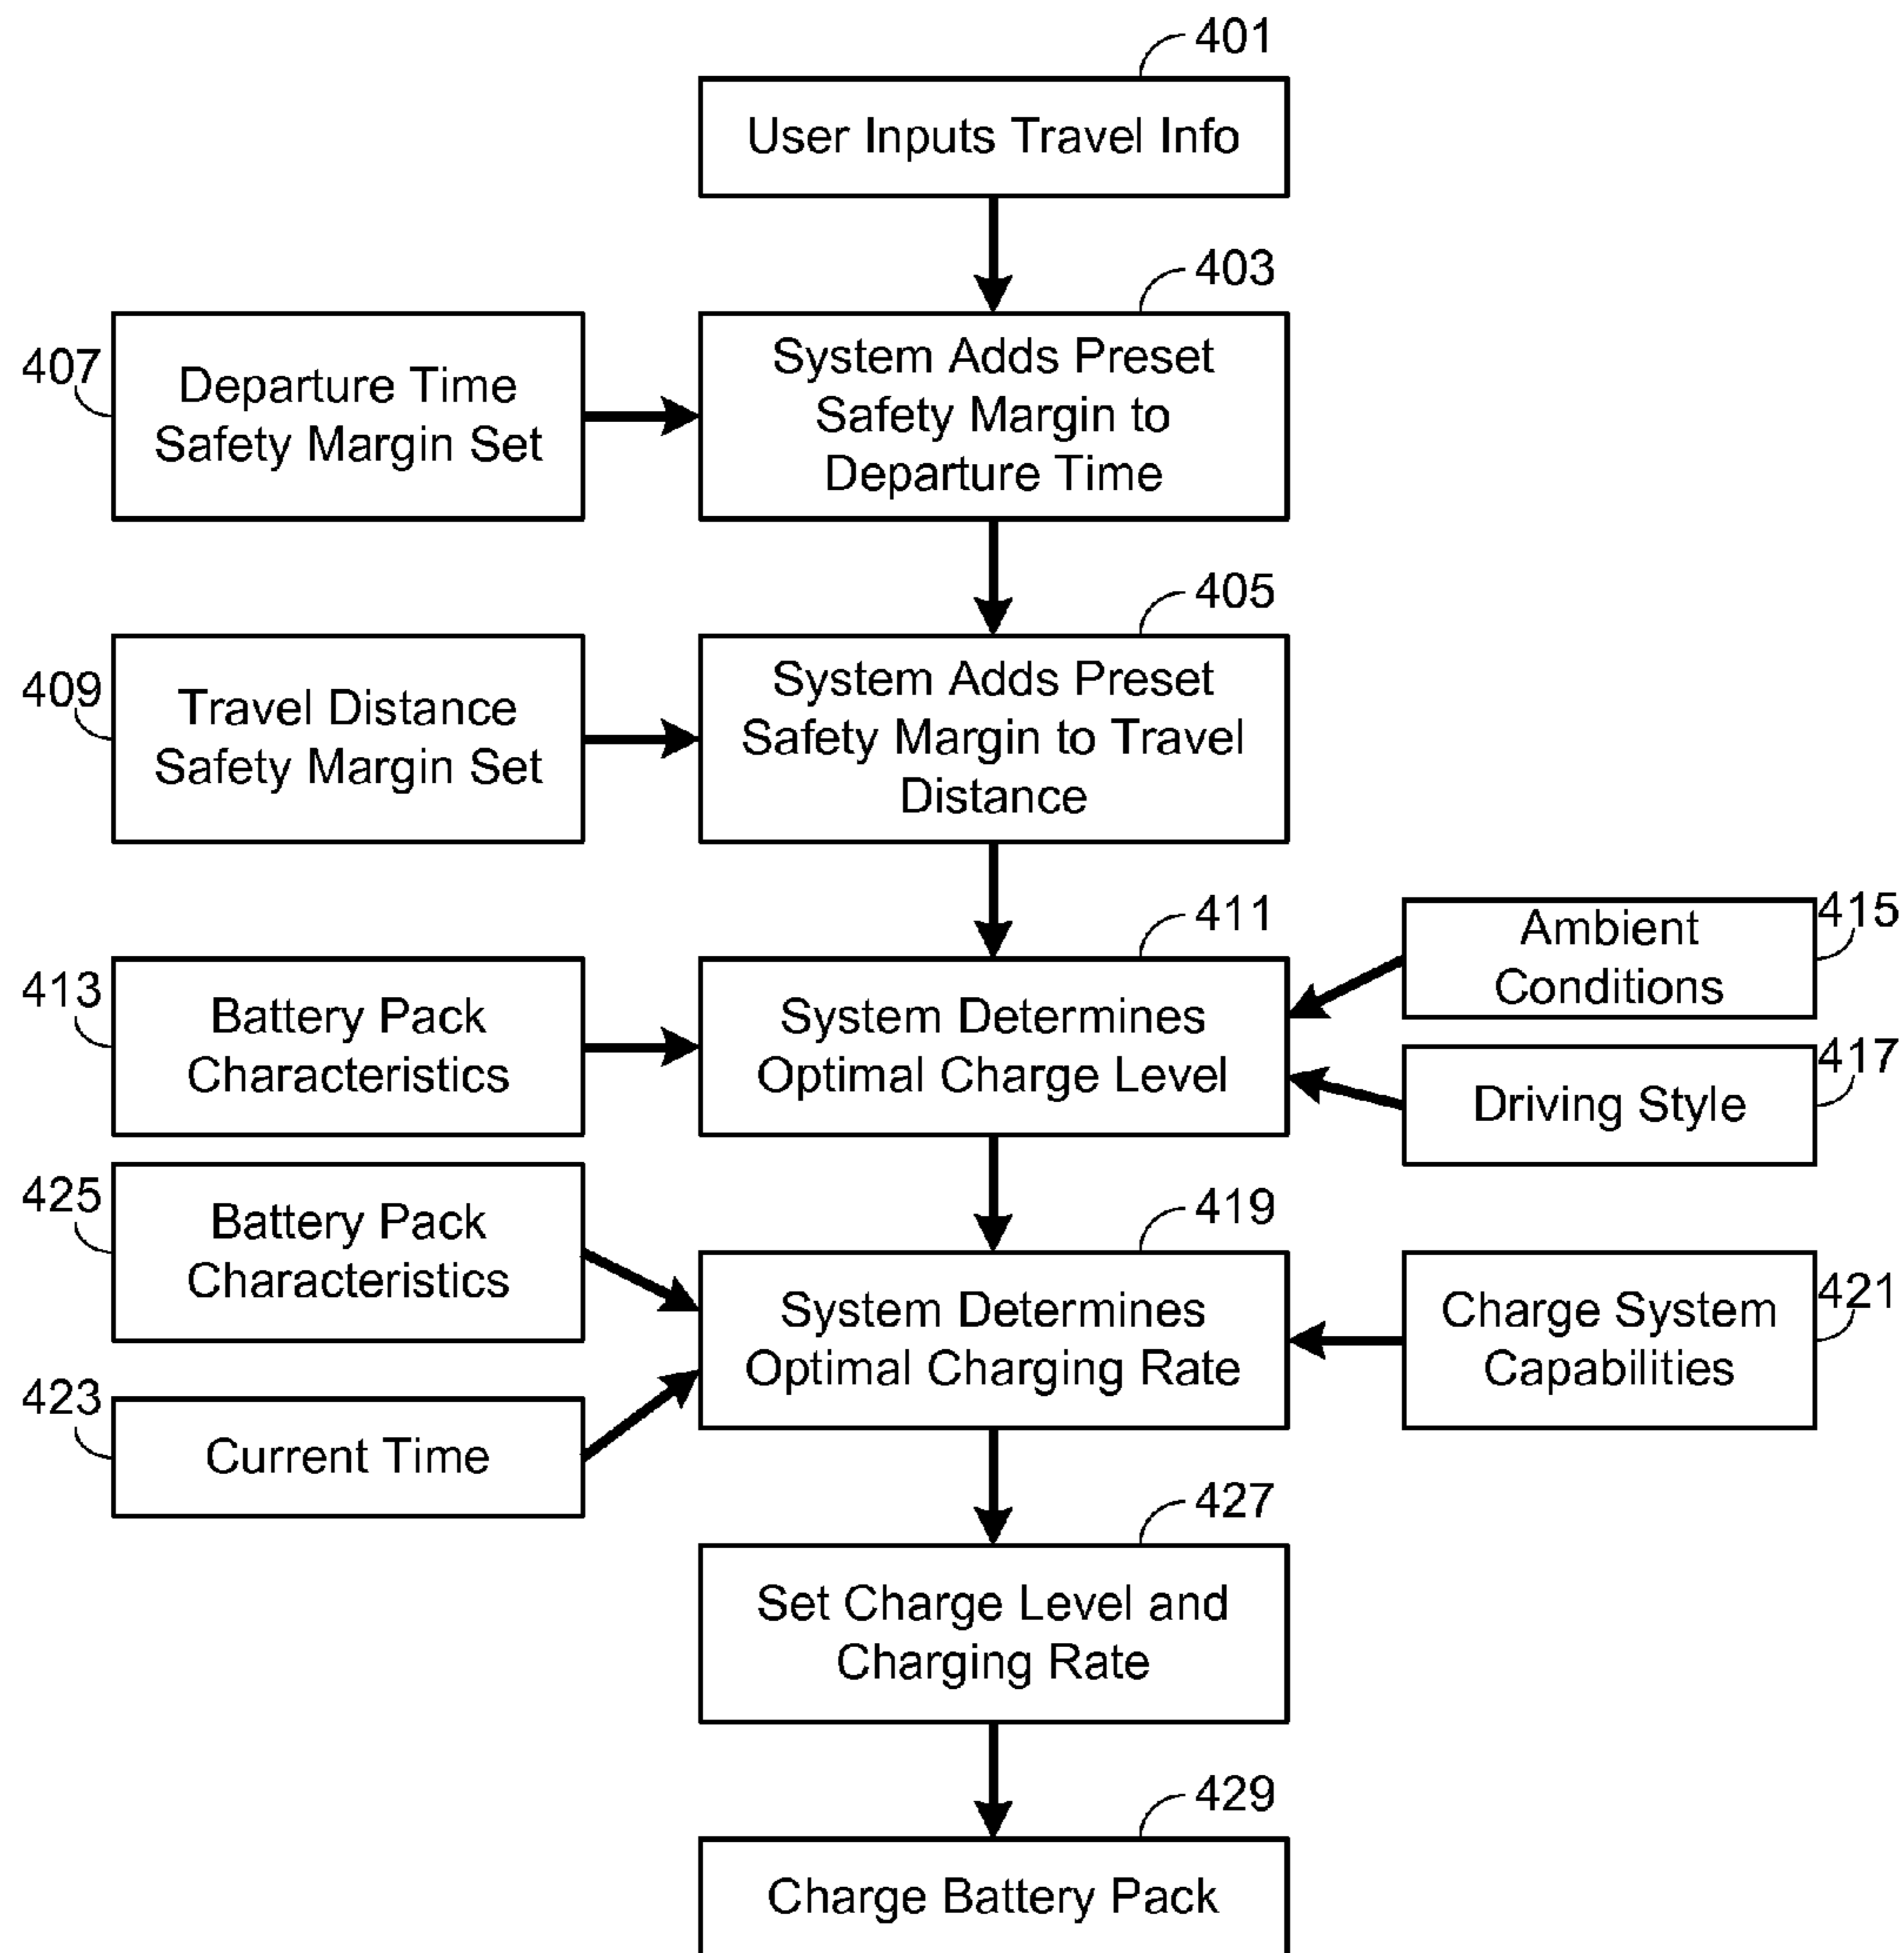 401
User Inputs Travel Info
403
407
Departure Time
Safety Margin Set
System Adds Preset
Safety Margin to
Departure Time
405
409
Travel Distance
Safety Margin Set
System Adds Preset
Safety Margin to Travel
Distance
411
415
Ambient
Conditions
413
Battery Pack
Characteristics
System Determines
Optimal Charge Level
417
Driving Style
425
Battery Pack
Characteristics
419
System Determines
Optimal Charging Rate
421
Charge System
Capabilities
423
Current Time
427
Set Charge Level and
Charging Rate
429
Charge Battery Pack